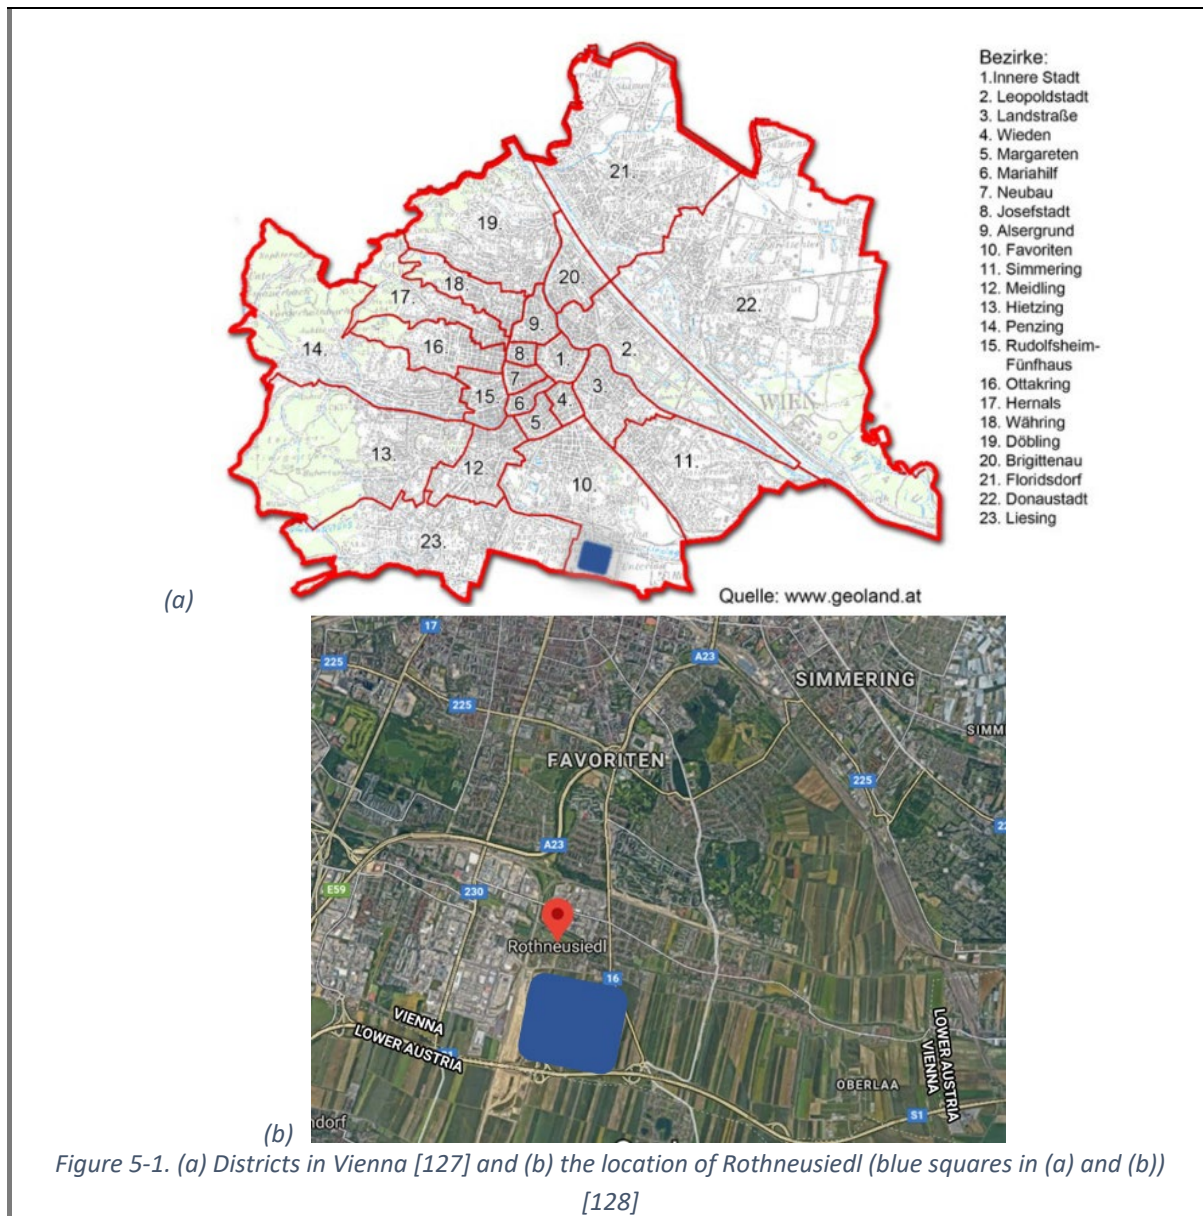 Bezirke:
1.Innere Stadt
2. Leopoldstadt
3. Landstraße
4. Wieden
5. Margareten
6. Mariahilf
7. Neubau
8. Josefstadt
9. Alsergrund
10. Favoriten
11. Simmering
12. Meidling
13. Hietzing
14. Penzing
15. Rudolfsheim-
Fünfhaus
16. Ottakring
17. Hernals
18. Währing
19. Döbling
20. Brigittenau
21. Floridsdorf
22. Donaustadt
23. Liesing
21.
19.
20.
18.
17.
22.
9.
16.
14.
8.
1.
2.
7.
15.
3.
6.
4.
WIEN
5.
13.
12.
11.
10.
23.
(a)
Quelle: www.geoland.at
17
A23
225
SIMMERING
225
FAVORITEN
225
A23
E59
230
Rothneusiedl
16
VIENNA
LOWER AUSTRIA
LOWER AUSTRIA
VIENNA
OBERLAA
S1
(b)
Figure 5-1. (a) Districts in Vienna [127] and (b) the location of Rothneusiedl (blue squares in (a) and (b))
[128]